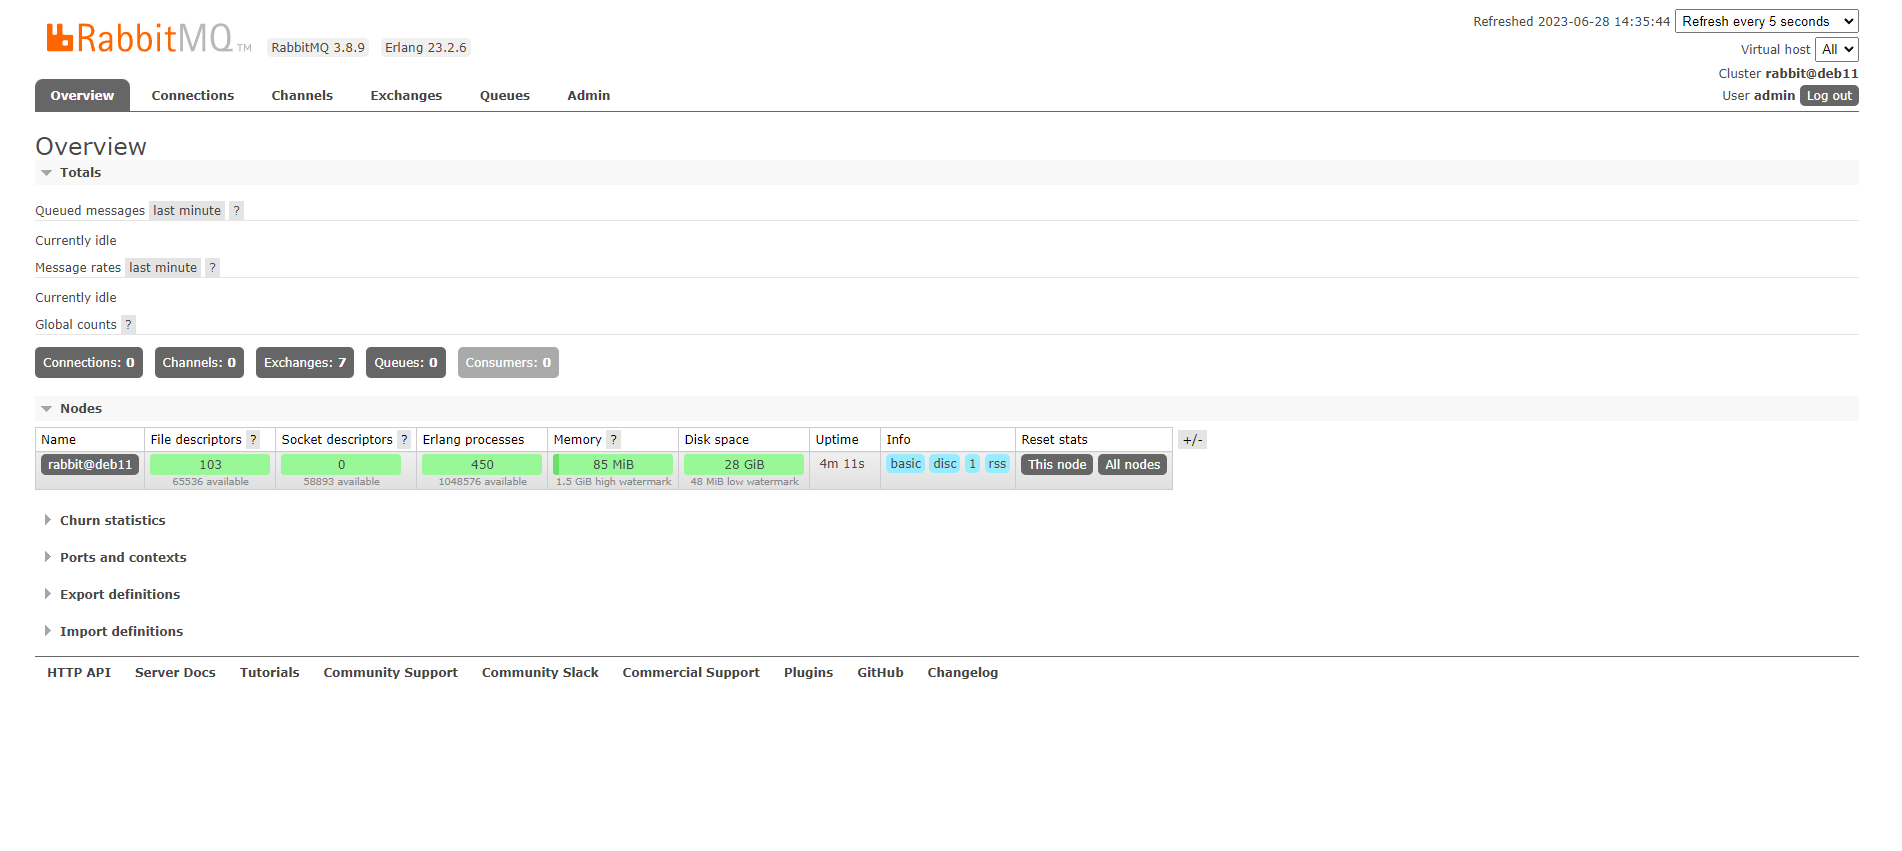 RabbitMQ TM RabbitMQ 3.8.9 Erlang 23.2.6
Refreshed 2023-06-28 14:35:44 Refresh every 5 seconds
Virtual host All
Cluster rabbit@deb11
User admin Log out
Overview Connections Channels Exchanges Queues Admin
Overview
Totals
Queued messages last minute ?
Currently idle
Message rates last minute ?
Currently idle
Global counts ?
Connections: 0 Channels: 0 Exchanges: 7 Queues: 0 Consumers: 0
Nodes
Name File descriptors ? Socket descriptors ? Erlang processes Memory ? Disk space Uptime Info Reset stats +/-
rabbit@deb11 103 0 450 85 MiB 28 GiB 4m 11s basic disc 1 rss This node All nodes
65536 available 58893 available 1048576 available 1.5 GiB high watermark 48 MiB low watermark
Churn statistics
Ports and contexts
Export definitions
Import definitions
HTTP API Server Docs Tutorials Community Support Community Slack Commercial Support Plugins GitHub Changelog